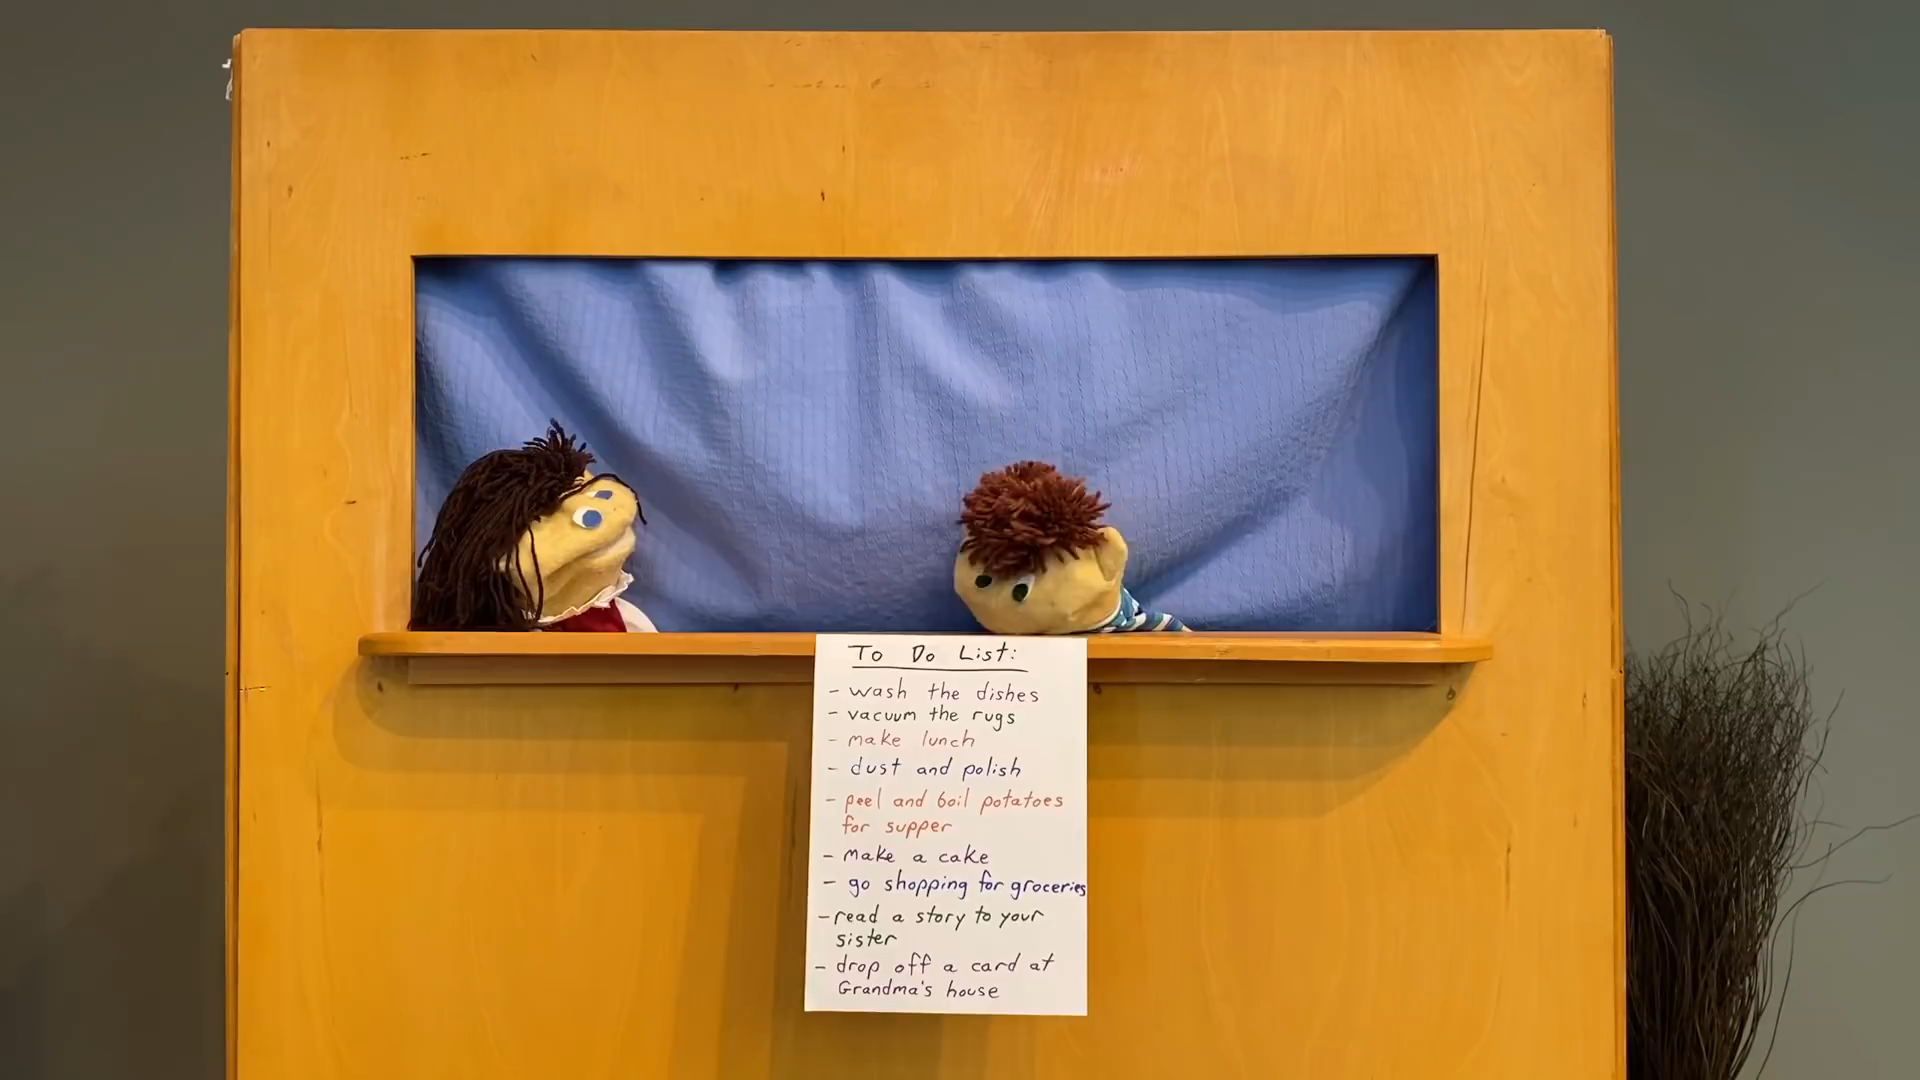 To Do List:
- wash the dishes
- vacuum the rugs
- make lunch
- dust and polish
- peel and boil potatoes
for supper
- make a cake
- go shopping for groceries
- read a story to your
sister
- drop off a card at
Grandma's house